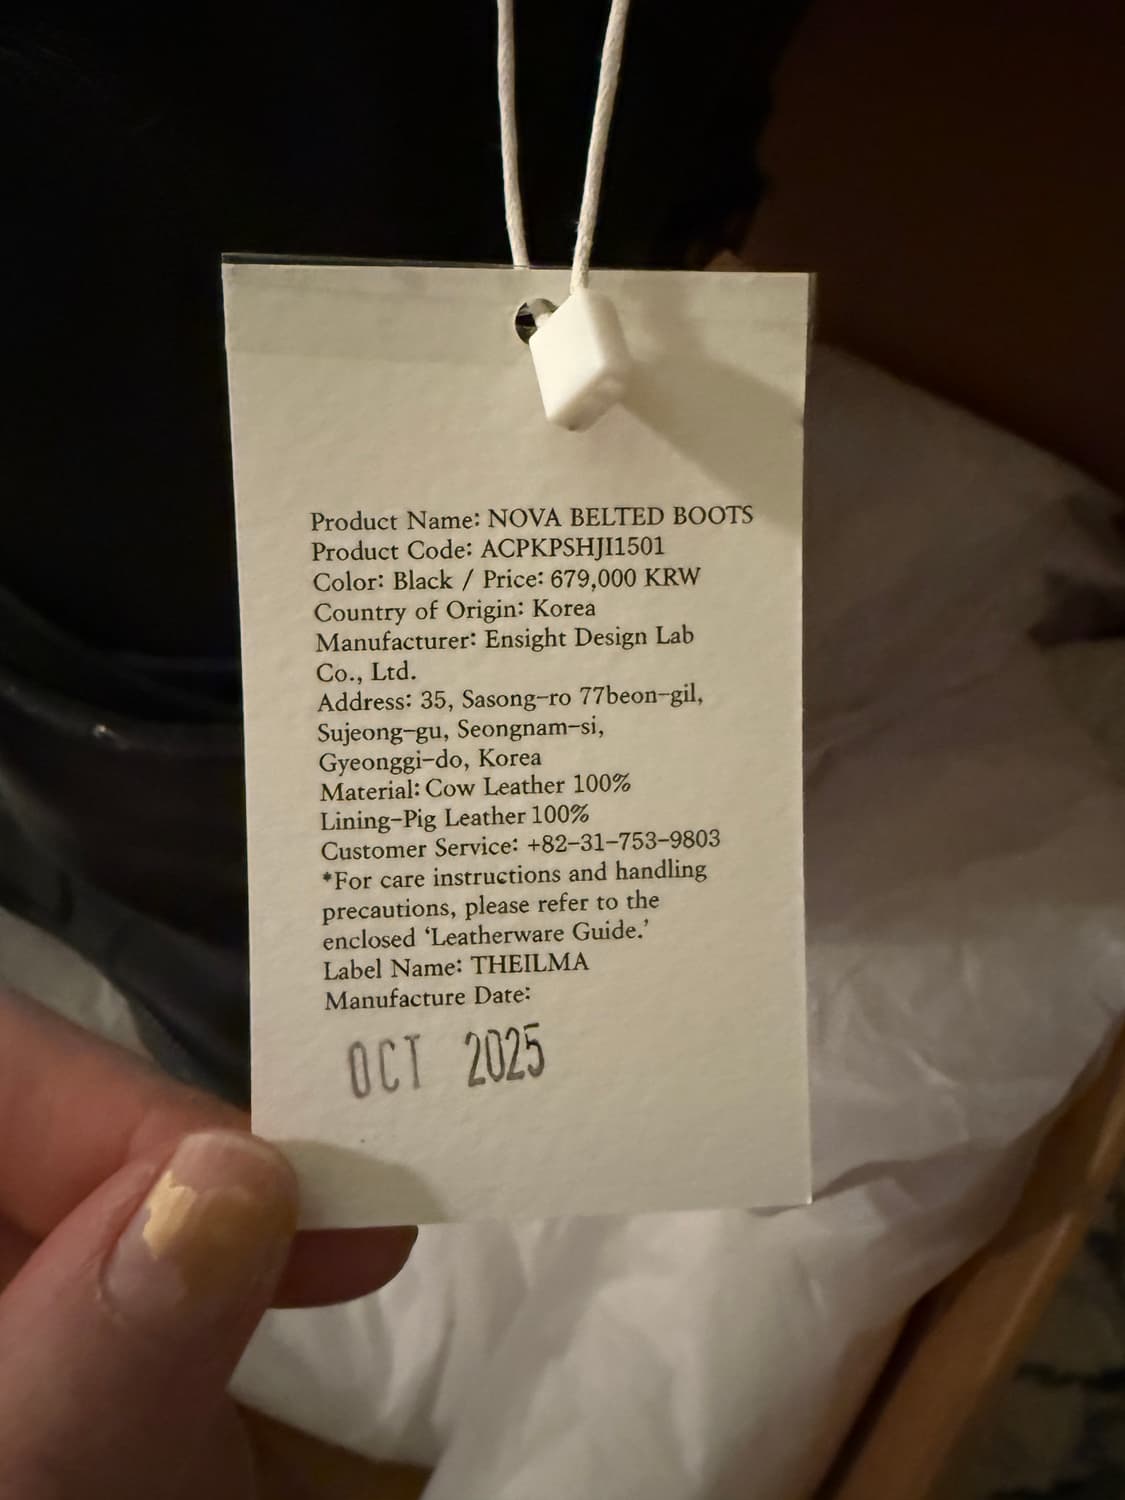 Product Name: NOVA BELTED BOOTS
Product Code: ACPKPSHJI1501
Color: Black / Price: 679,000 KRW
Country of Origin: Korea
Manufacturer: Ensight Design Lab
Co., Ltd.
Address: 35, Sasong-ro 77beon-gil,
Sujeong-gu, Seongnam-si,
Gyeonggi-do, Korea
Material: Cow Leather 100%
Lining-Pig Leather 100%
Customer Service: +82-31-753-9803
*For care instructions and handling
precautions, please refer to the
enclosed ‘Leatherware Guide.’
Label Name: THEILMA
Manufacture Date:
OCT 2025